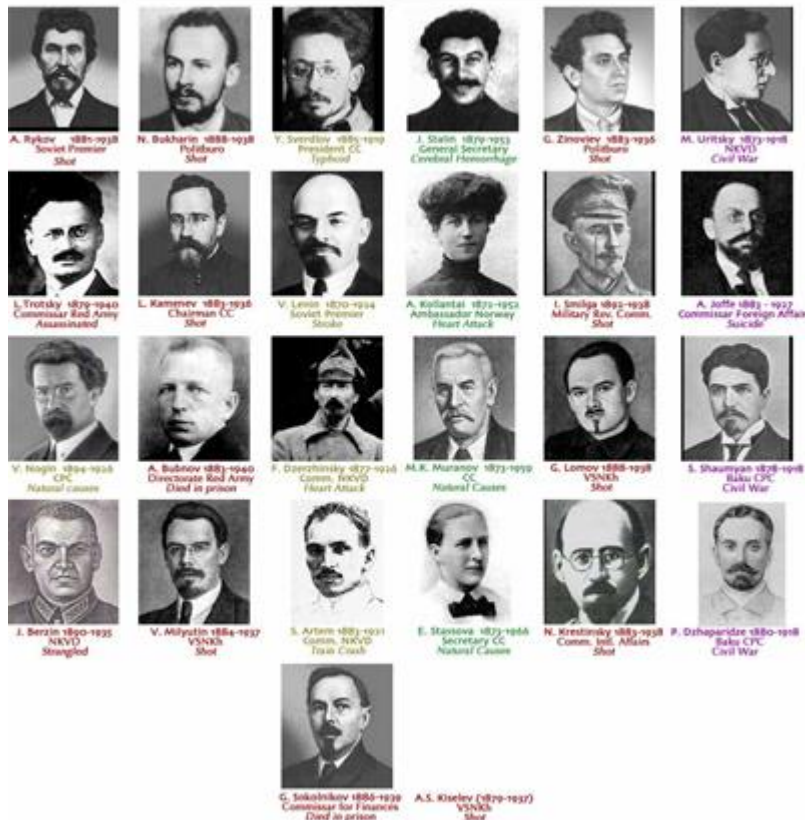 A. Rykov 1881-1938
Soviet Premier
Shot
N. Bukharin 1888-1938
Politburo
Shot
Y. Sverdlov 1885-1919
President CC
Typhoid
J. Stalin 1879-1953
General Secretary
Cerebral Hemorrhage
G. Zinoviev 1883-1936
Politburo
Shot
M. Uritsky 1873-1918
NKVD
Civil War
L. Trotsky 1879-1940
Commissar Red Army
Assassinated
L. Kamenev 1883-1936
Chairman CC
Shot
V. Lenin 1870-1924
Soviet Premier
Stroke
A. Kollantai 1872-1952
Ambassador Norway
Heart Attack
I. Smilga 1892-1938
Military Rev. Comm.
Shot
A. Joffe 1883 - 1927
Commissar Foreign Affair
Suicide
V. Nogin 1894-1926
CPC
Natural causes
A. Bubnov 1883-1940
Directorate Red Army
Died in prison
F. Dzerzhinsky 1877-1926
Comm. NKVD
Heart Attack
M.K. Muranov 1873-1959
CC
Natural Causes
G. Lomov 1888-1938
VSNKh
Shot
S. Shaumyan 1878-1918
Baku CPC
Civil War
J. Berzin 1890-1935
NKVD
Strangled
V. Milyutin 1884-1937
VSNKh
Shot
S. Artem 1883-1921
Comm. NKVD
Train Crash
E. Stassova 1873-1966
Secretary CC
Natural Causes
N. Krestinsky 1883-1938
Comm. Intl. Affairs
Shot
P. Dzhaparidze 1880-1918
Baku CPC
Civil War
G. Sokolnikov 1886-1939
Commissar for Finances
Died in prison
A.S. Kiselev (1879-1937)
VSNKh
Shot